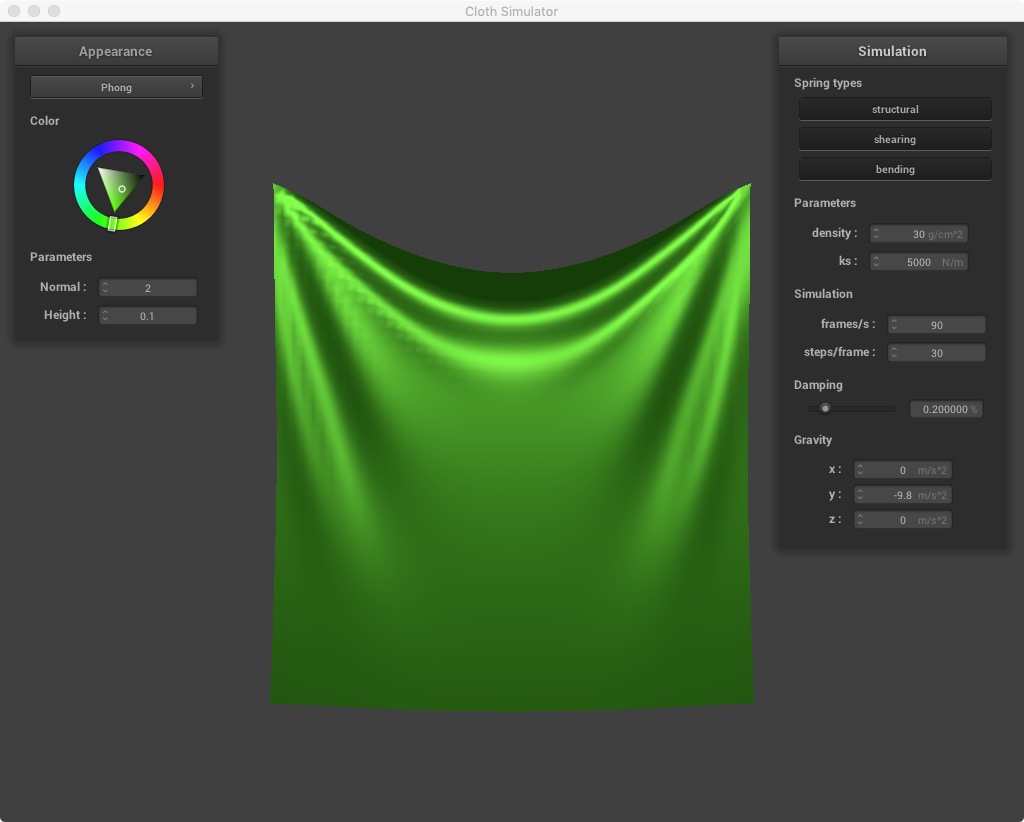 Cloth Simulator
Appearance
Phong
Color
Parameters
Normal : 2
Height : 0.1
Simulation
Spring types
structural
shearing
bending
Parameters
density : 30 g/cm^2
ks : 5000 N/m
Simulation
frames/s : 90
steps/frame : 30
Damping
0.200000 %
Gravity
x : 0 m/s^2
y : -9.8 m/s^2
z : 0 m/s^2